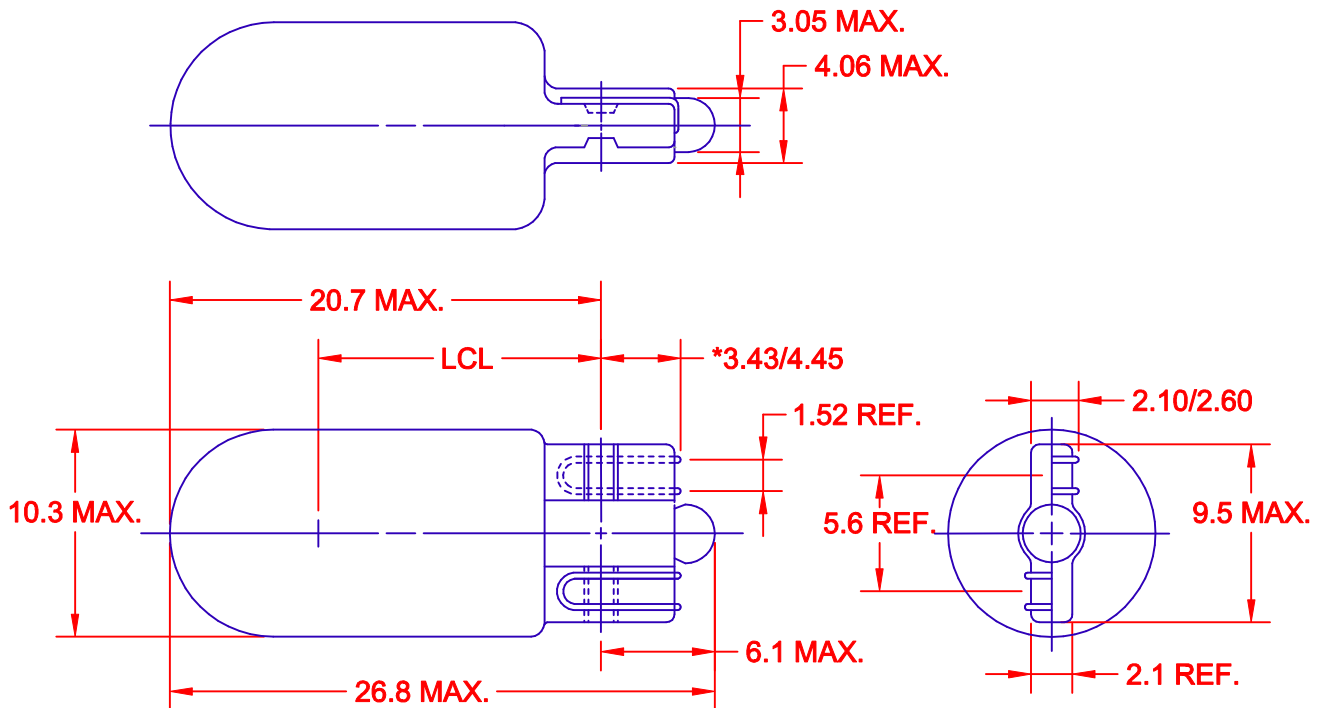 3.05 MAX.
4.06 MAX.
20.7 MAX.
LCL
*3.43/4.45
1.52 REF.
2.10/2.60
10.3 MAX.
5.6 REF.
9.5 MAX.
6.1 MAX.
2.1 REF.
26.8 MAX.